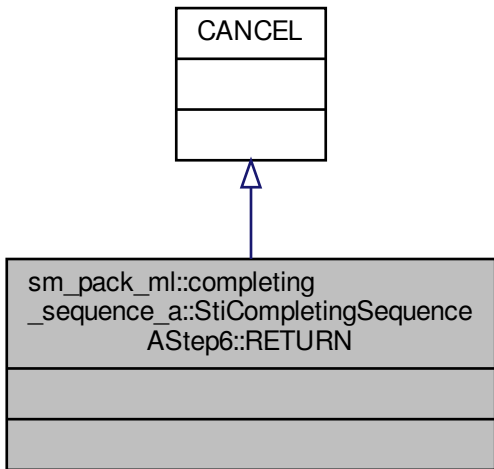 CANCEL
sm_pack_ml::completing
_sequence_a::StiCompletingSequence
AStep6::RETURN